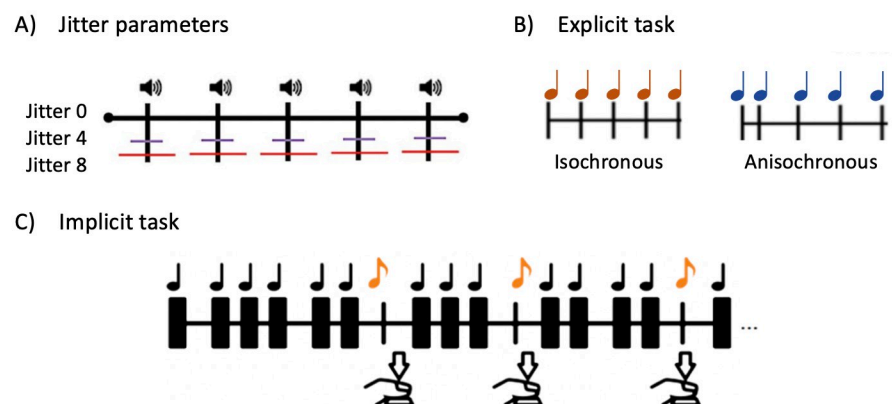 A) Jitter parameters
B) Explicit task
Jitter 0
Jitter 4
Jitter 8
Isochronous
Anisochronous
C) Implicit task
...